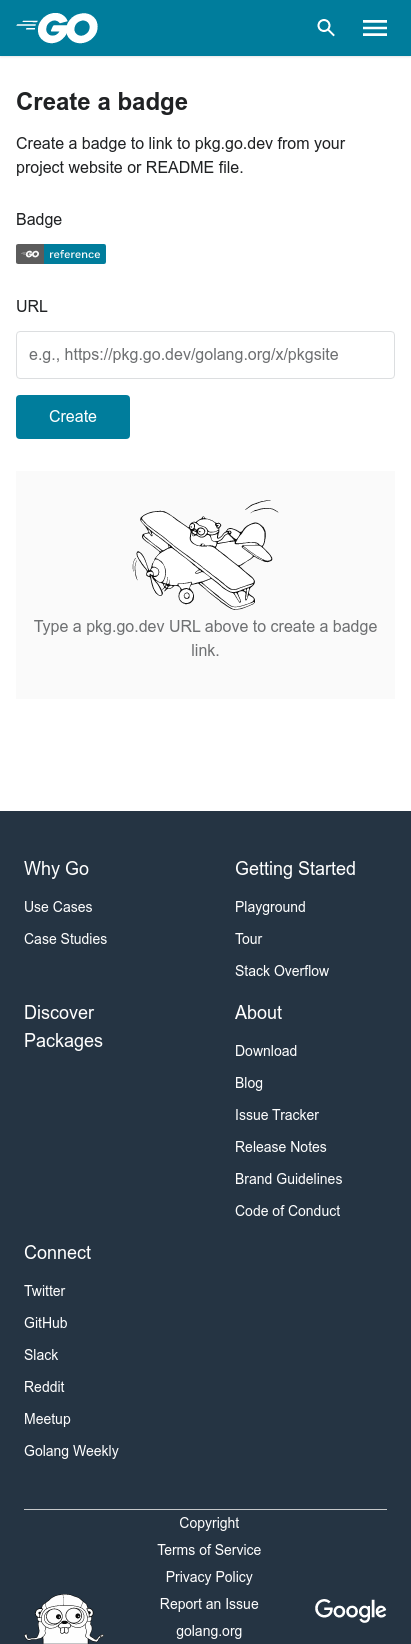 GO
Create a badge
Create a badge to link to pkg.go.dev from your
project website or README file.
Badge
GO reference
URL
e.g., https://pkg.go.dev/golang.org/x/pkgsite
Create
Type a pkg.go.dev URL above to create a badge
link.
Why Go
Use Cases
Case Studies
Getting Started
Playground
Tour
Stack Overflow
Discover
Packages
About
Download
Blog
Issue Tracker
Release Notes
Brand Guidelines
Code of Conduct
Connect
Twitter
GitHub
Slack
Reddit
Meetup
Golang Weekly
Copyright
Terms of Service
Privacy Policy
Report an Issue
golang.org
Google